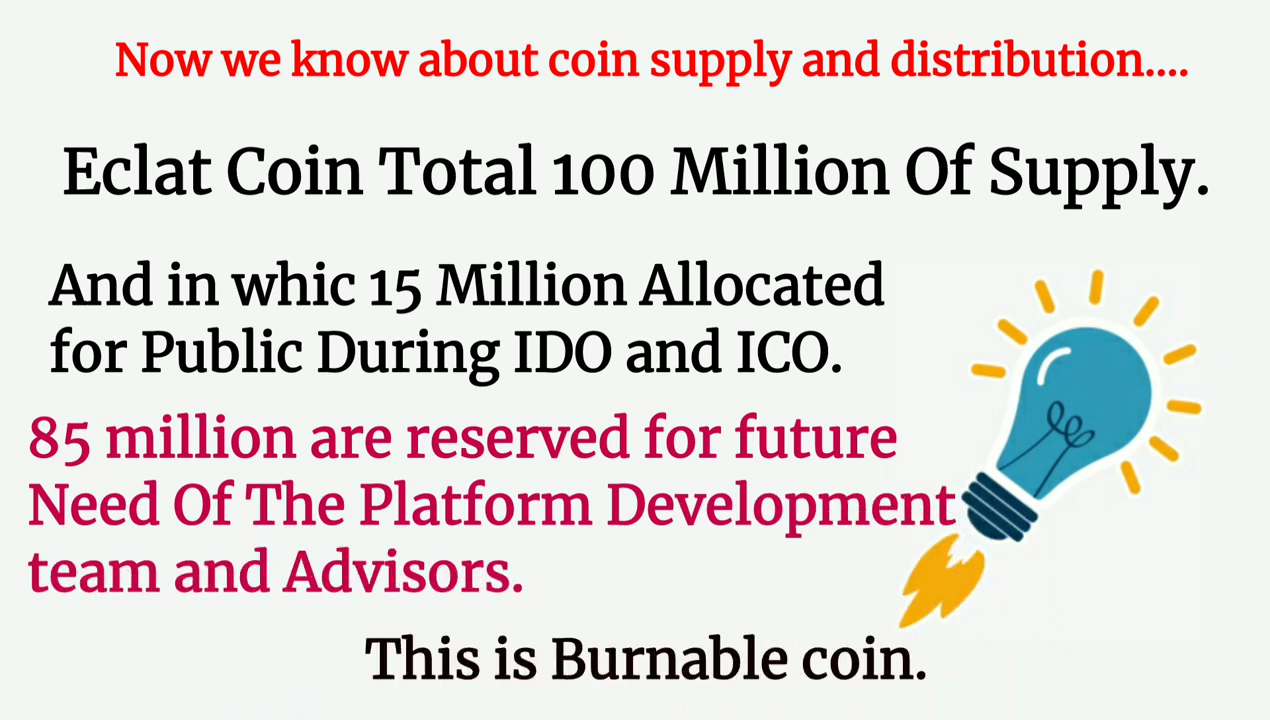 Now we know about coin supply and distribution....
Eclat Coin Total 100 Million Of Supply.
And in whic 15 Million Allocated
for Public During IDO and ICO.
85 million are reserved for future
Need Of The Platform Development
team and Advisors.
This is Burnable coin.